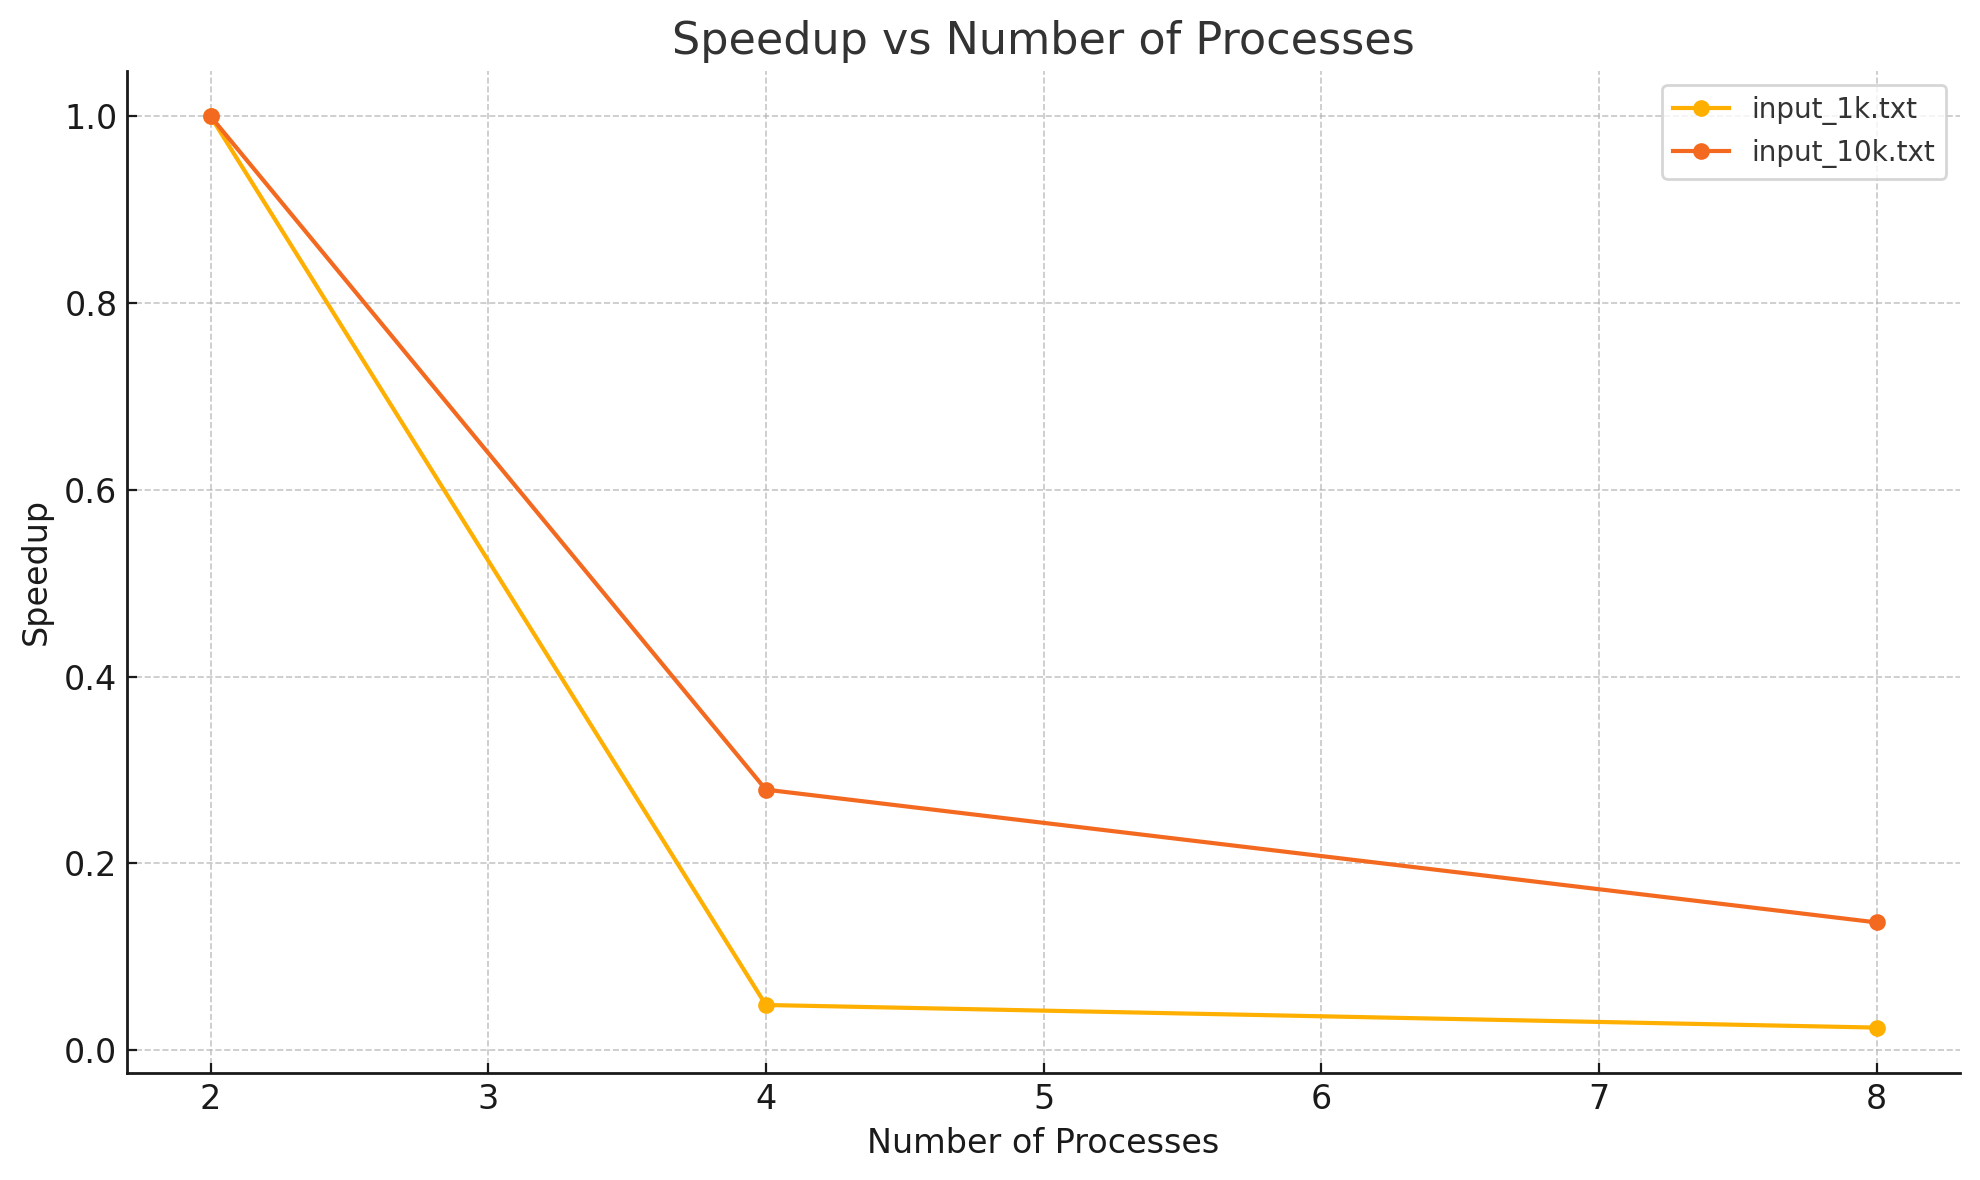 Speedup vs Number of Processes
input_1k.txt
input_10k.txt
1.0
0.8
0.6
0.4
0.2
0.0
Speedup
2 3 4 5 6 7 8
Number of Processes